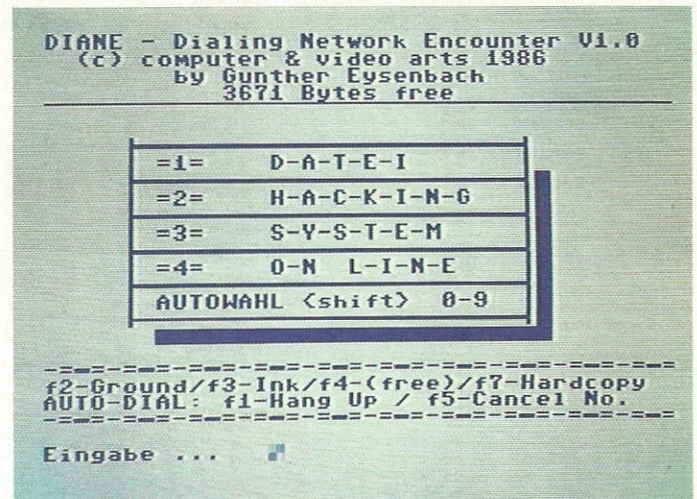 DIANE - Dialing Network Encounter V1.0
(c) computer & video arts 1986
by Gunther Eysenbach
3671 Bytes free
=1= D-A-T-E-I
=2= H-A-C-K-I-N-G
=3= S-Y-S-T-E-M
=4= O-N L-I-N-E
AUTOWAHL <shift> 0-9
f2-Ground/f3-Ink/f4-(free)/f7-Hardcopy
AUTO-DIAL: f1-Hang Up / f5-Cancel No.
Eingabe ...